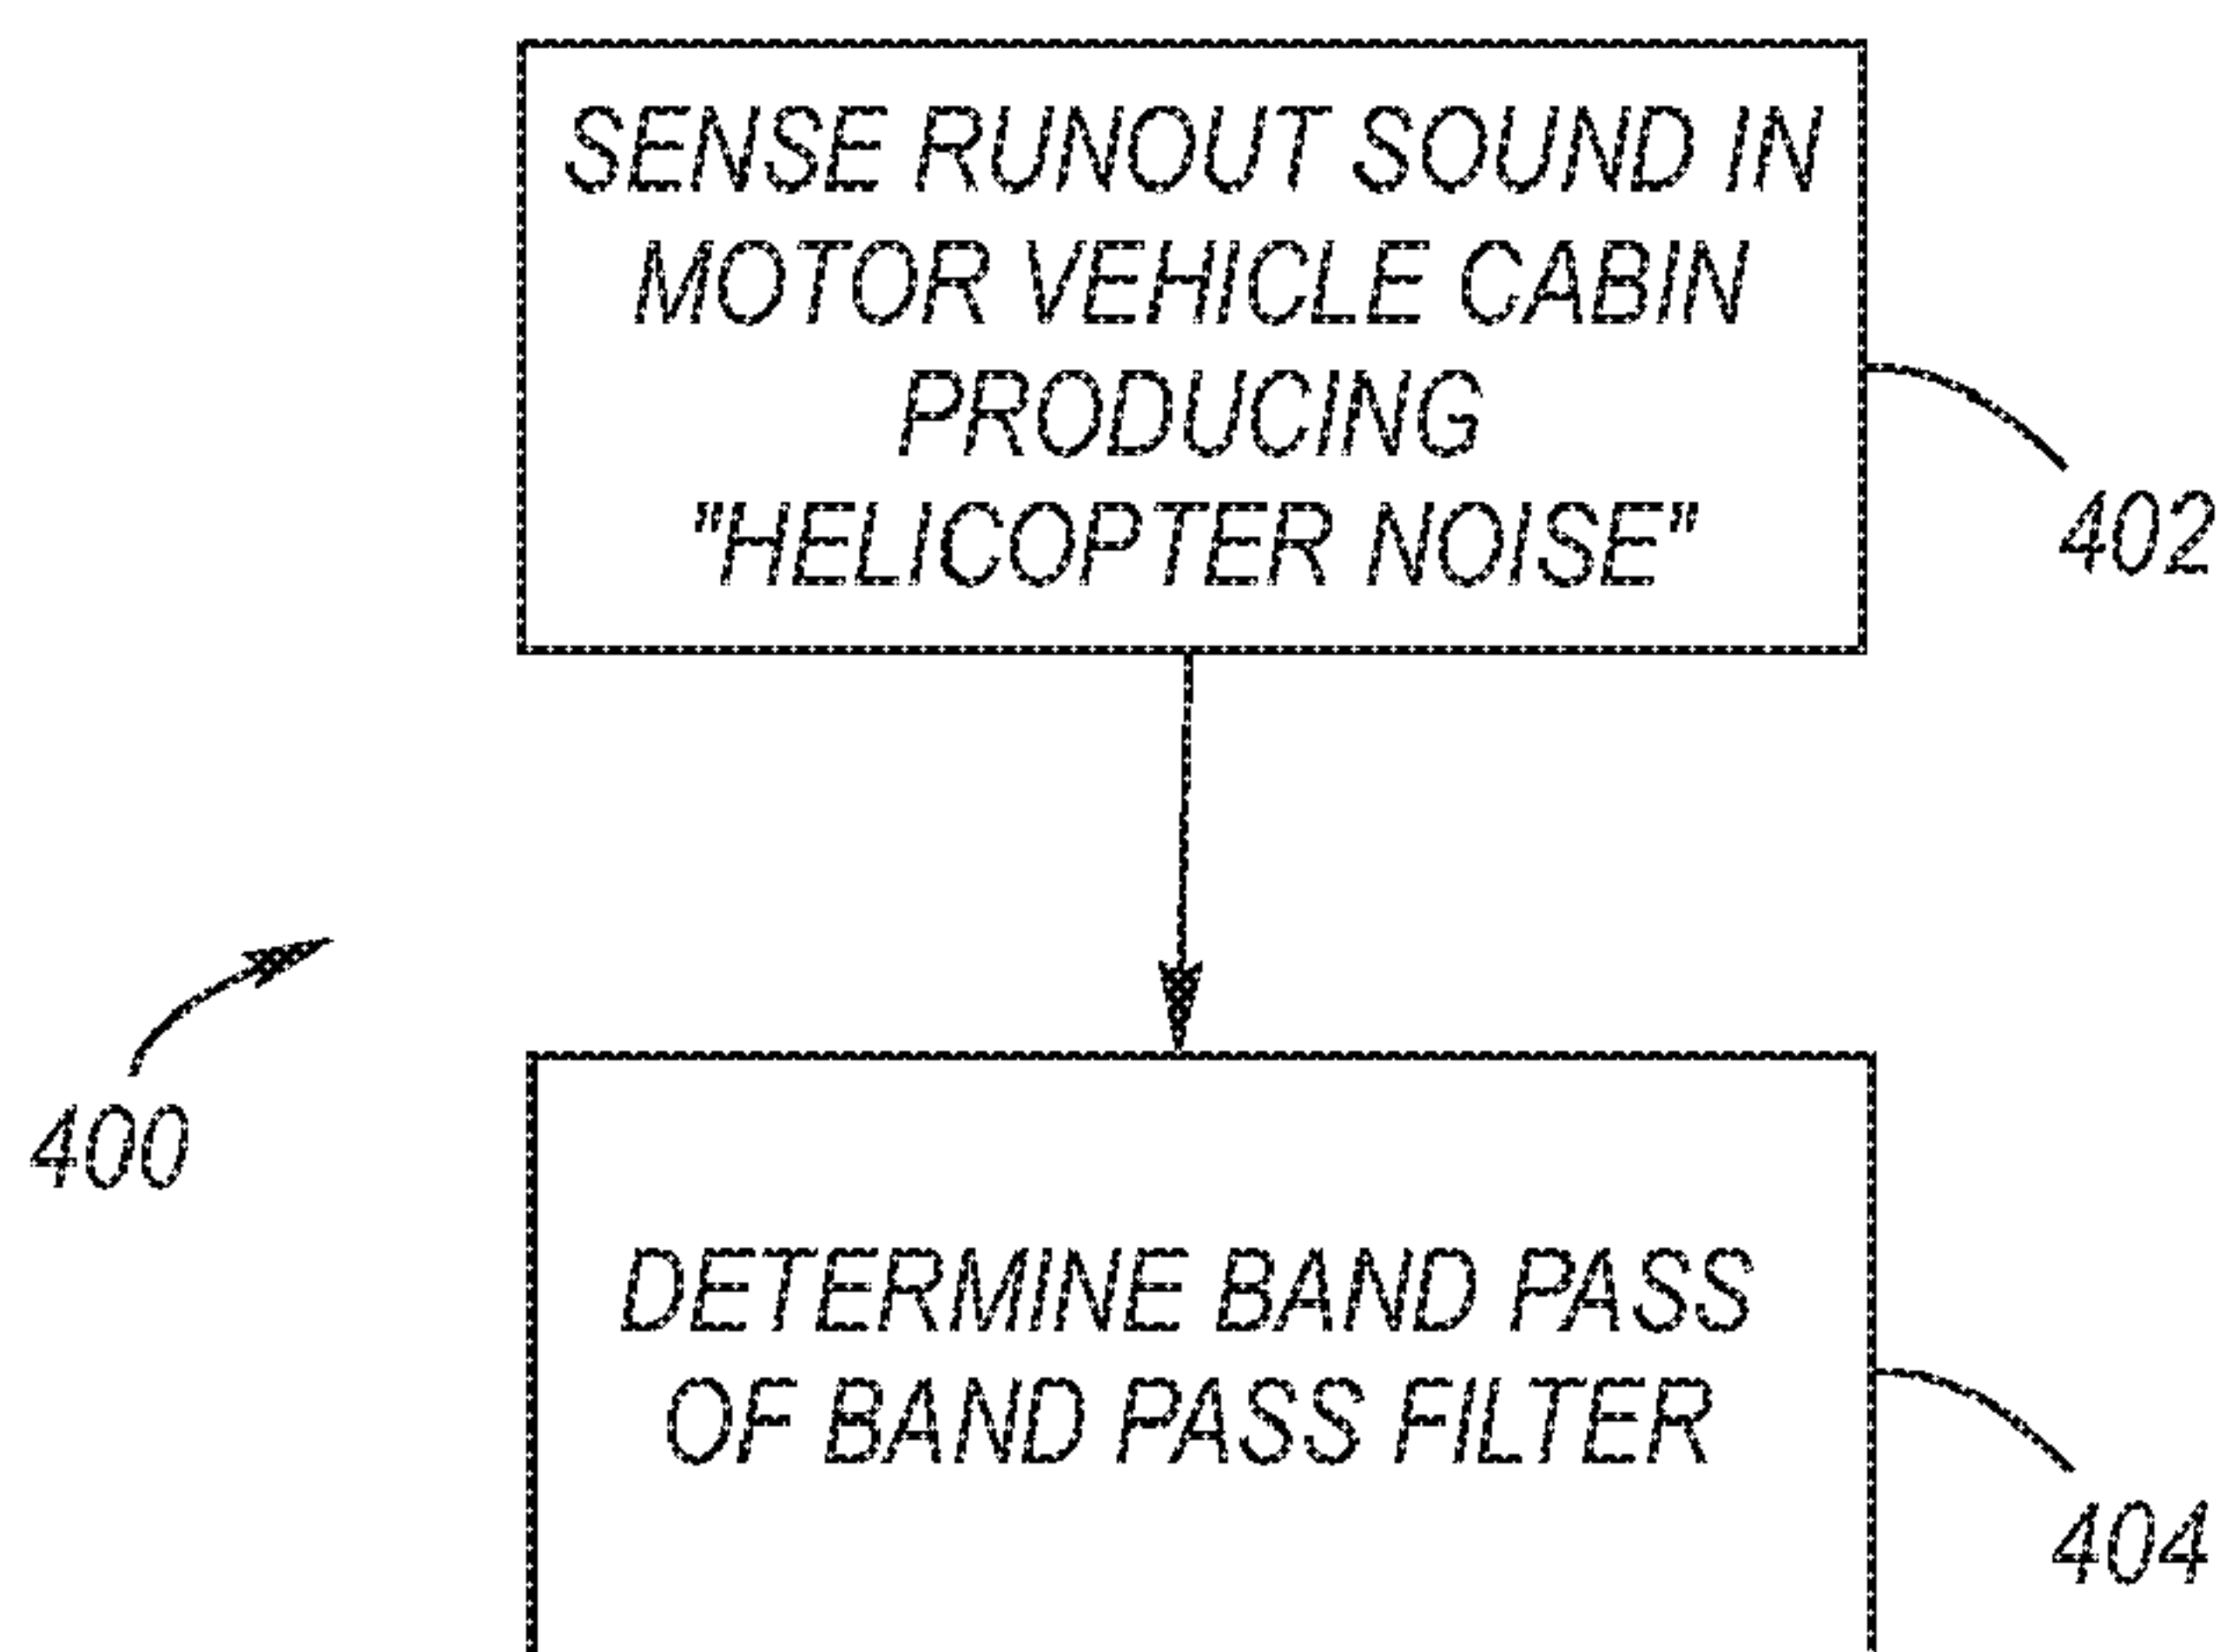 SENSE RUNOUT SOUND IN
MOTOR VEHICLE CABIN
PRODUCING
"HELICOPTER NOISE"
402
400
DETERMINE BAND PASS
OF BAND PASS FILTER
404